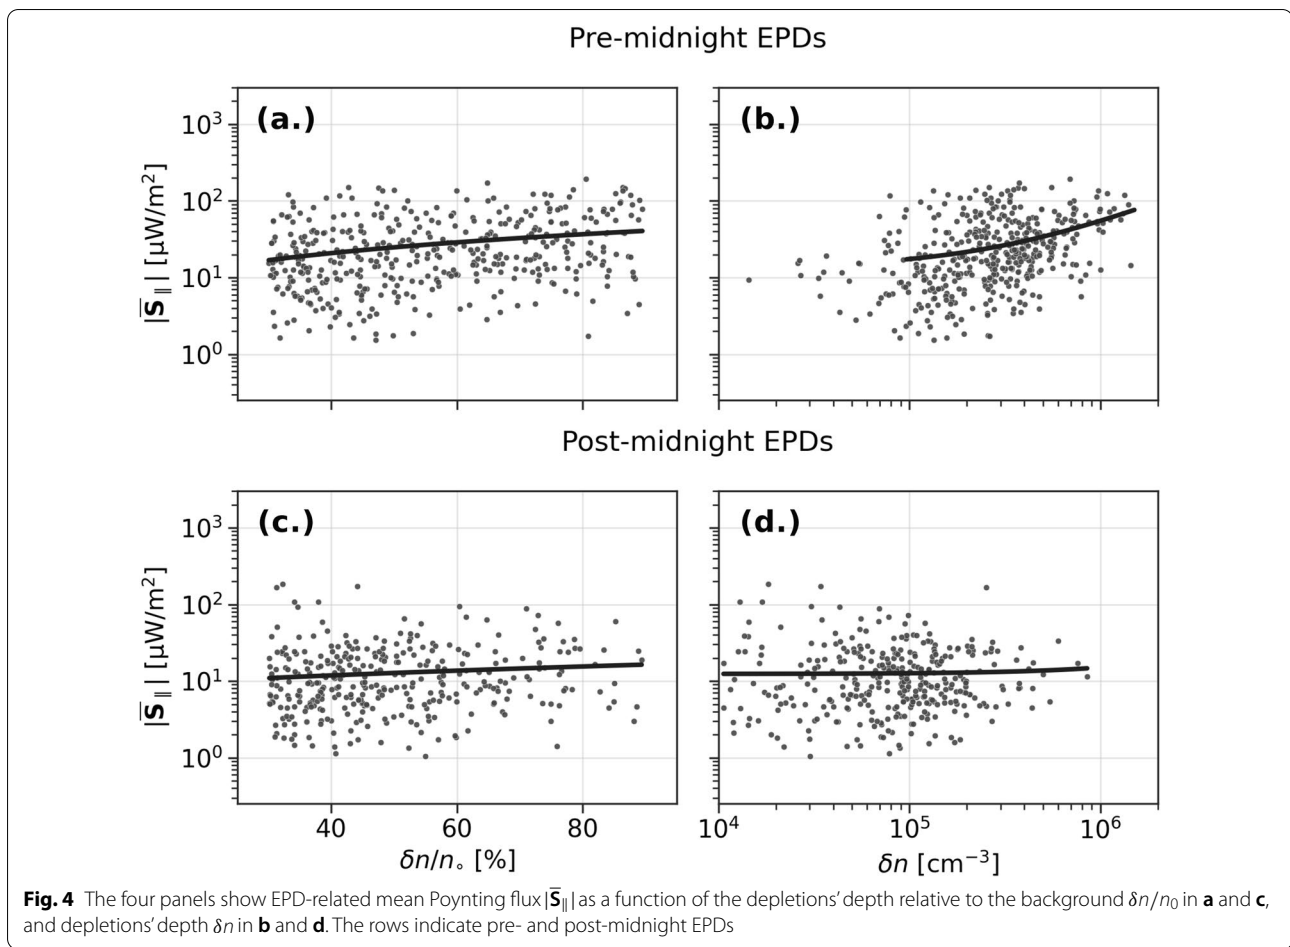 Pre-midnight EPDs
(a.)
(b.)
10³
10²
10¹
10⁰
|S̅∥| [μW/m²]
Post-midnight EPDs
(c.)
(d.)
10³
10²
10¹
10⁰
|S̅∥| [μW/m²]
40 60 80
10⁴ 10⁵ 10⁶
δn/n∘ [%]
δn [cm⁻³]
Fig. 4 The four panels show EPD-related mean Poynting flux |S̅∥| as a function of the depletions’ depth relative to the background δn/n₀ in a and c,
and depletions’ depth δn in b and d. The rows indicate pre- and post-midnight EPDs